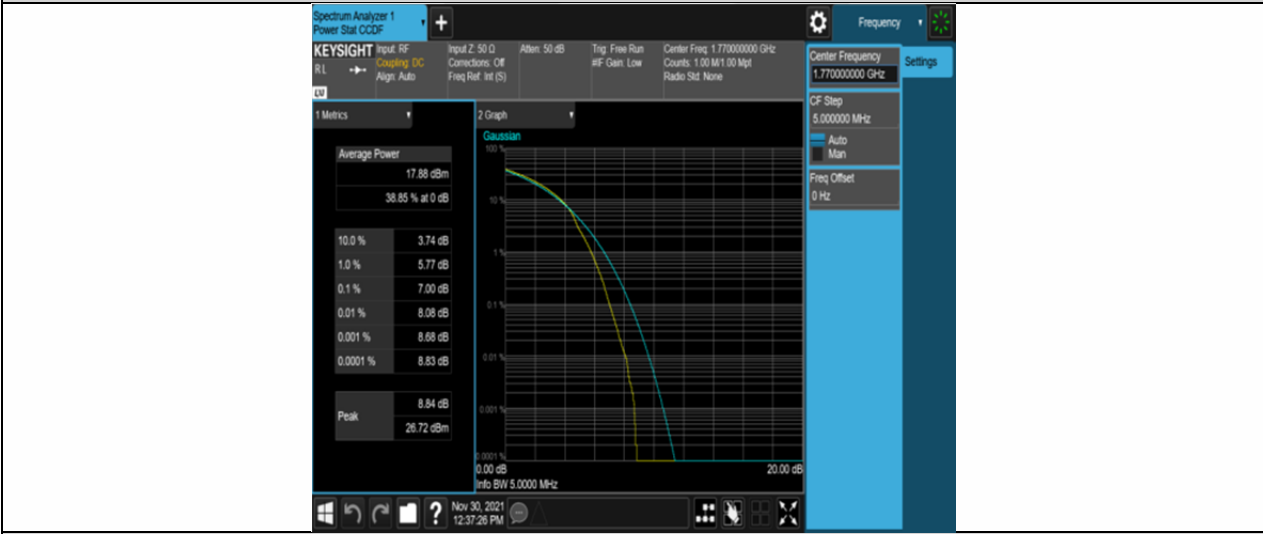 Spectrum Analyzer 1
Power Stat CCDF
+
Frequency
KEYSIGHT
Input: RF
Coupling: DC
Align: Auto
RL
LV
Input Z: 50 Ω
Corrections: Off
Freq Ref: Int (S)
Atten: 50 dB
Trig: Free Run
#IF Gain: Low
Center Freq: 1.770000000 GHz
Counts: 1.00 M/1.00 Mpt
Radio Std: None
Center Frequency
1.770000000 GHz
Settings
CF Step
5.000000 MHz
Auto
Man
Freq Offset
0 Hz
1 Metrics
Average Power
17.88 dBm
38.85 % at 0 dB
10.0 % 3.74 dB
1.0 % 5.77 dB
0.1 % 7.00 dB
0.01 % 8.08 dB
0.001 % 8.68 dB
0.0001 % 8.83 dB
Peak
8.84 dB
26.72 dBm
2 Graph
Gaussian
100 %
10 %
1 %
0.1 %
0.01 %
0.001 %
0.0001 %
0.00 dB
20.00 dB
Info BW 5.0000 MHz
?
Nov 30, 2021
12:37:26 PM